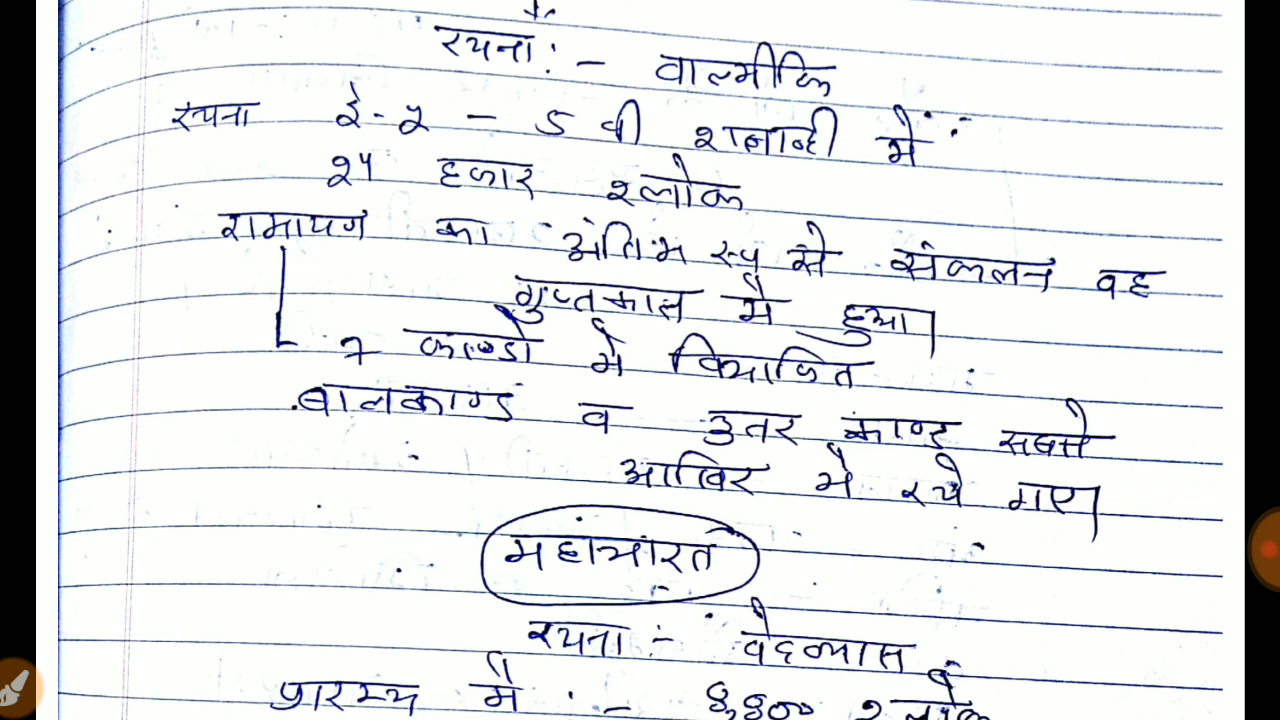 रचनाः - वाल्मीकि
रचना ई-पू - 5 वी शताब्दी में
24 हजार श्लोक
रामायण का अंतिम रूप से संकलन वह
गुप्तकाल में हुआ।
7 काण्डो में विभाजित
बालकाण्ड व उतर काण्ड सबसे
आखिर में रचे गए।
महाभारत
रचना :- वेदव्यास
प्रारम्भ में :- 8,800 श्लोक